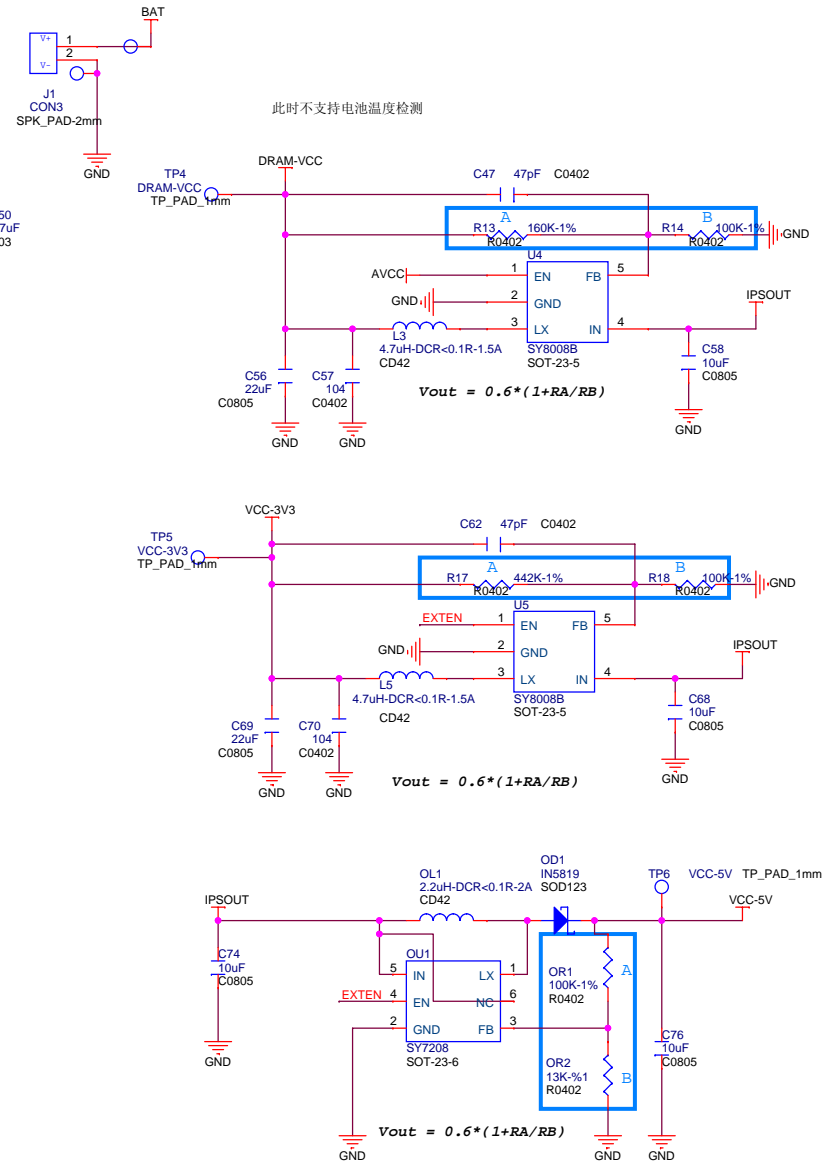 BAT
V+ 1
2
V-
J1
CON3
SPK_PAD-2mm
GND
此时不支持电池温度检测
50
7uF
03
DRAM-VCC
TP4
DRAM-VCC
TP_PAD_1mm
C47 47pF C0402
A
B
R13 160K-1%
R0402
R14 100K-1%
R0402
GND
U4
AVCC
1 EN
FB 5
GND
2 GND
3 LX
IN 4
SY8008B
SOT-23-5
IPSOUT
L3
4.7uH-DCR<0.1R-1.5A
CD42
C56
22uF
C0805
C57
104
C0402
C58
10uF
C0805
Vout = 0.6*(1+RA/RB)
GND
GND
GND
VCC-3V3
TP5
VCC-3V3
TP_PAD_1mm
C62 47pF C0402
A
B
R17 442K-1%
R0402
R18 100K-1%
R0402
GND
U5
EXTEN
1 EN
FB 5
GND
2 GND
3 LX
IN 4
SY8008B
SOT-23-5
IPSOUT
L5
4.7uH-DCR<0.1R-1.5A
CD42
C69
22uF
C0805
C70
104
C0402
C68
10uF
C0805
Vout = 0.6*(1+RA/RB)
GND
GND
GND
IPSOUT
OL1
2.2uH-DCR<0.1R-2A
CD42
OD1
IN5819
SOD123
TP6 VCC-5V TP_PAD_1mm
VCC-5V
C74
10uF
C0805
GND
OU1
5 IN
LX 1
EXTEN
4 EN
NC 6
2 GND
FB 3
SY7208
SOT-23-6
OR1
100K-1%
R0402
A
OR2
13K-%1
R0402
B
C76
10uF
C0805
Vout = 0.6*(1+RA/RB)
GND
GND
GND